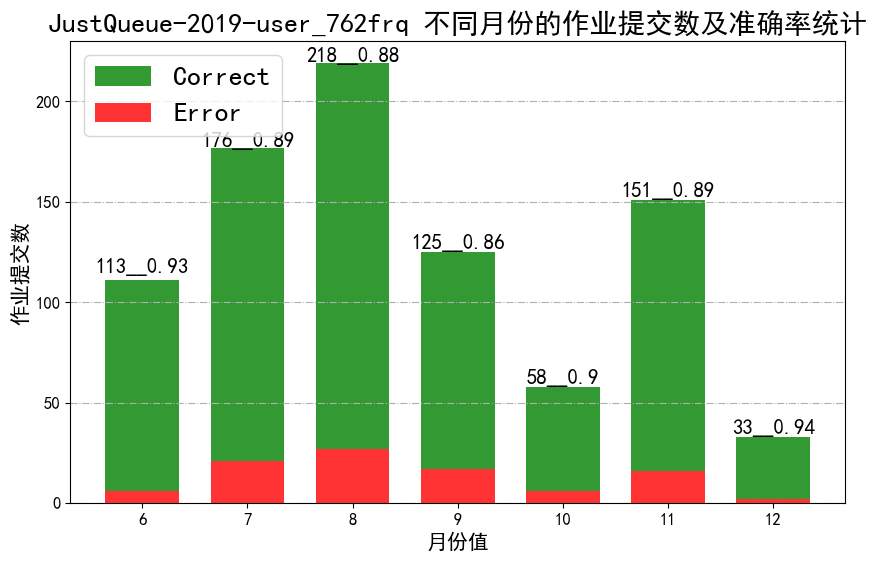 JustQueue-2019-user_762frq 不同月份的作业提交数及准确率统计
Correct
Error
113__0.93
176__0.89
218__0.88
125__0.86
58__0.9
151__0.89
33__0.94
200
150
100
50
0
作业提交数
6 7 8 9 10 11 12
月份值